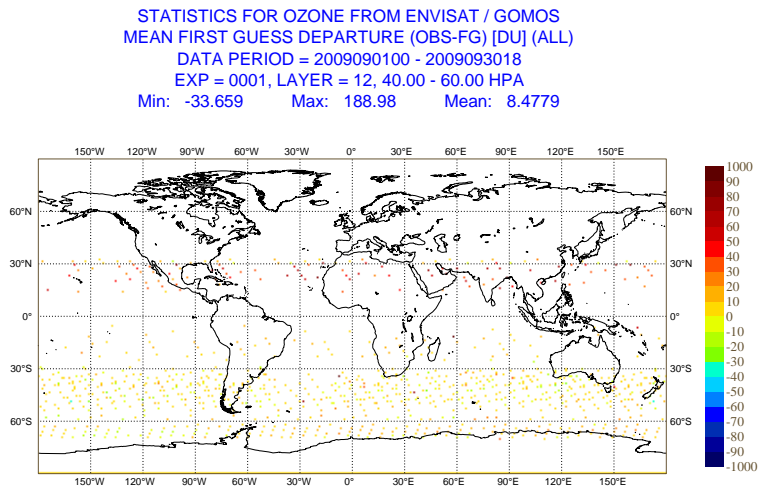 STATISTICS FOR OZONE FROM ENVISAT / GOMOS
MEAN FIRST GUESS DEPARTURE (OBS-FG) [DU] (ALL)
DATA PERIOD = 2009090100 - 2009093018
EXP = 0001, LAYER = 12, 40.00 - 60.00 HPA
Min: -33.659 Max: 188.98 Mean: 8.4779
150°W 120°W 90°W 60°W 30°W 0° 30°E 60°E 90°E 120°E 150°E
60°N 60°N
30°N 30°N
0° 0°
30°S 30°S
60°S 60°S
150°W 120°W 90°W 60°W 30°W 0° 30°E 60°E 90°E 120°E 150°E
1000
90
80
70
60
50
40
30
20
10
0
-10
-20
-30
-40
-50
-60
-70
-80
-90
-1000